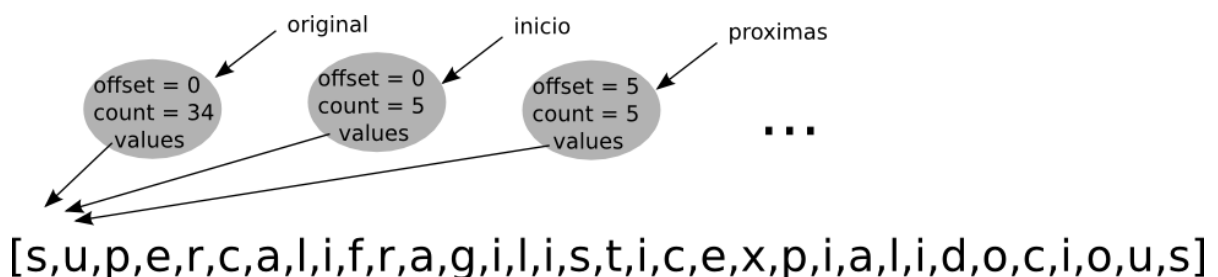 original
inicio
proximas
offset = 0
count = 34
values
offset = 0
count = 5
values
offset = 5
count = 5
values
...
[s,u,p,e,r,c,a,l,i,f,r,a,g,i,l,i,s,t,i,c,e,x,p,i,a,l,i,d,o,c,i,o,u,s]